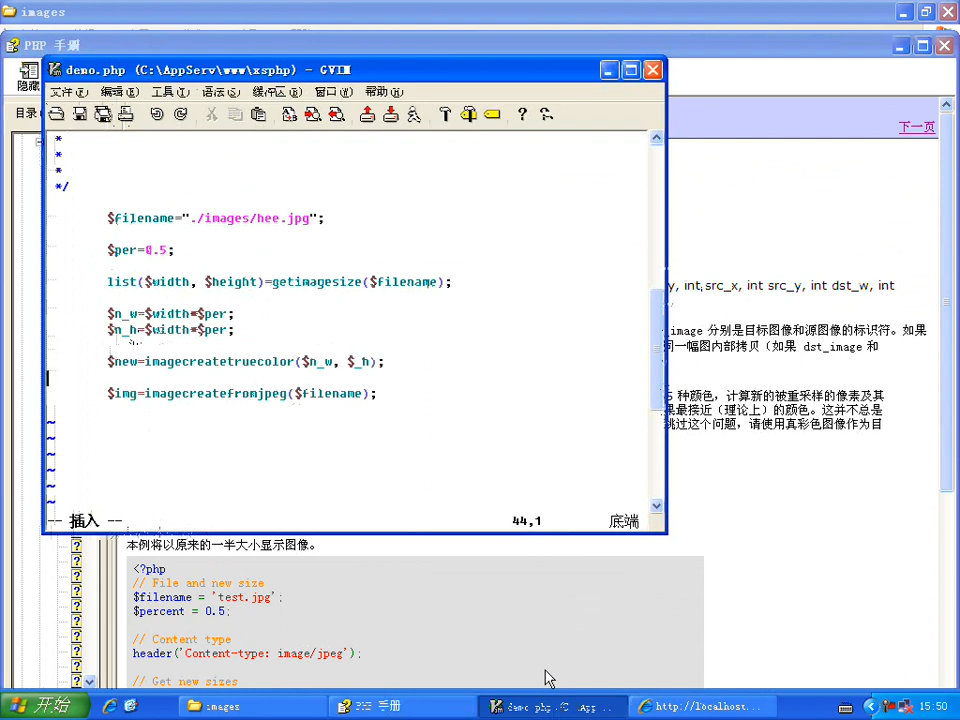 images
PHP 手册
隐藏
目录
下一页
demo.php (C:\AppServ\www\xsphp) - GVIM
文件(F) 编辑(E) 工具(T) 语法(S) 缓冲区(B) 窗口(W) 帮助(H)
*
*
*
*/
$filename="./images/hee.jpg";
$per=0.5;
list($width, $height)=getimagesize($filename);
$n_w=$width*$per;
$n_h=$width*$per;
$new=imagecreatetruecolor($n_w, $_h);
$img=imagecreatefromjpeg($filename);
~
~
~
~
~
~
-- 插入 --
44,1
底端
y, int src_x, int src_y, int dst_w, int
_image 分别是目标图像和源图像的标识符。如果
同一幅图内部拷贝（如果 dst_image 和
种颜色，计算新的被重采样的像素及其
果最接近（理论上）的颜色。这并不总是
跳过这个问题，请使用真彩色图像作为目
本例将以原来的一半大小显示图像。
<?php
// File and new size
$filename = 'test.jpg';
$percent = 0.5;
// Content type
header('Content-type: image/jpeg');
// Get new sizes
开始
images
PHP 手册
demo.php (C:\App...
http://localhost...
15:50